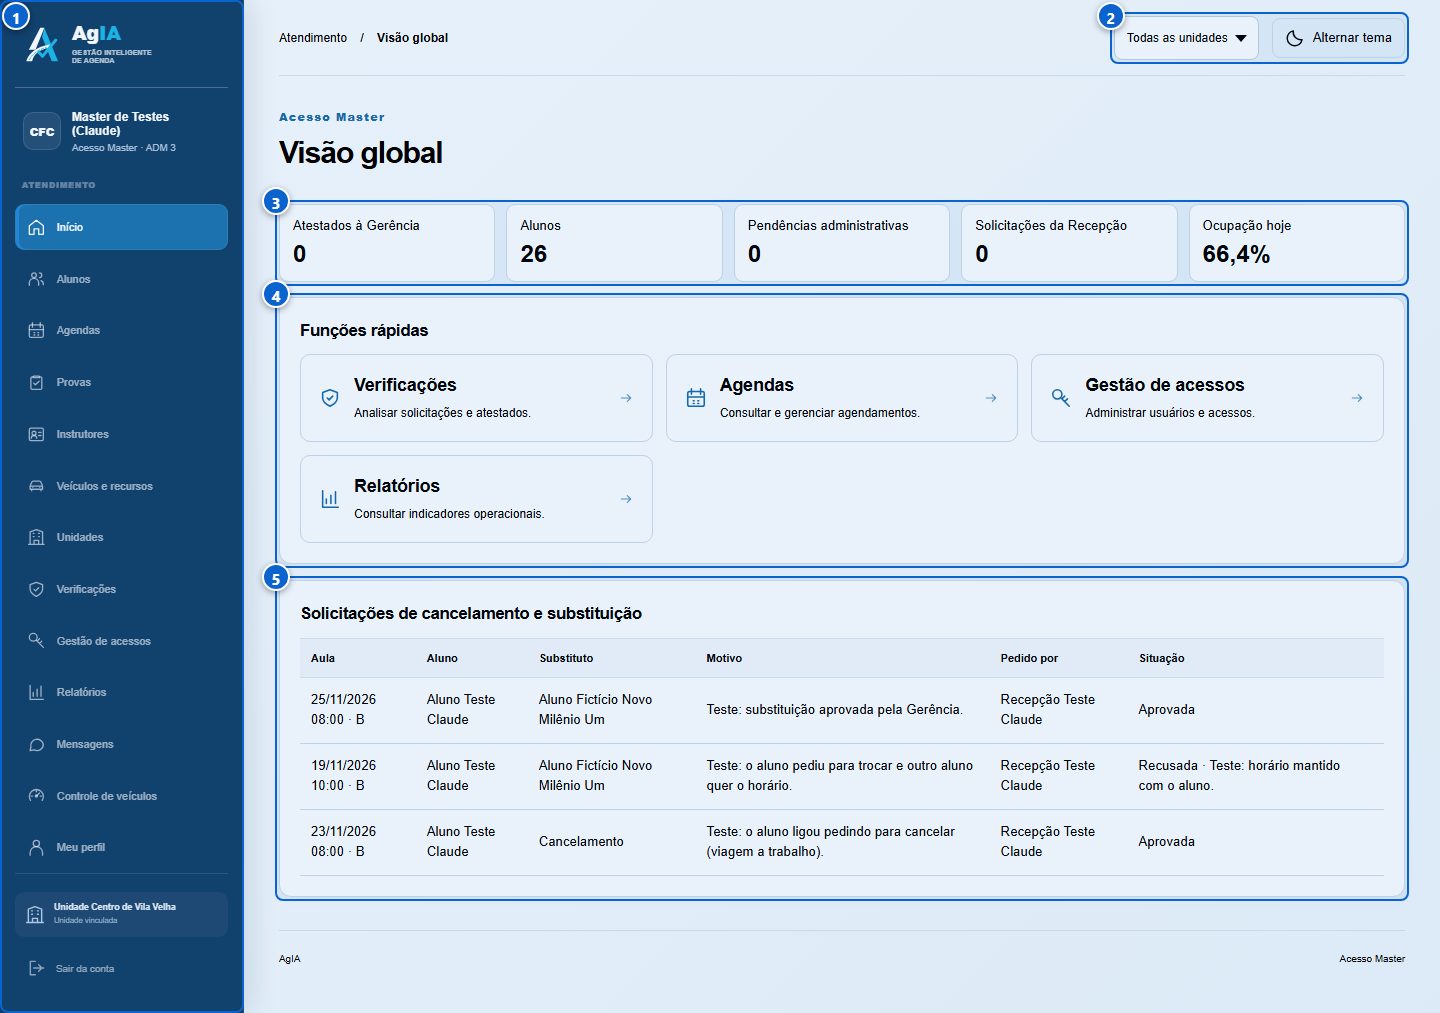 1
AgIA
GESTÃO INTELIGENTE
DE AGENDA
CFC
Master de Testes
(Claude)
Acesso Master · ADM 3
ATENDIMENTO
Início
Alunos
Agendas
Provas
Instrutores
Veículos e recursos
Unidades
Verificações
Gestão de acessos
Relatórios
Mensagens
Controle de veículos
Meu perfil
Unidade Centro de Vila Velha
Unidade vinculada
Sair da conta
Atendimento / Visão global
2
Todas as unidades
Alternar tema
Acesso Master
Visão global
3
Atestados à Gerência
0
Alunos
26
Pendências administrativas
0
Solicitações da Recepção
0
Ocupação hoje
66,4%
4
Funções rápidas
Verificações
Analisar solicitações e atestados.
Agendas
Consultar e gerenciar agendamentos.
Gestão de acessos
Administrar usuários e acessos.
Relatórios
Consultar indicadores operacionais.
5
Solicitações de cancelamento e substituição
Aula Aluno Substituto Motivo Pedido por Situação
25/11/2026
08:00 · B
Aluno Teste
Claude
Aluno Fictício Novo
Milênio Um
Teste: substituição aprovada pela Gerência.
Recepção Teste
Claude
Aprovada
19/11/2026
10:00 · B
Aluno Teste
Claude
Aluno Fictício Novo
Milênio Um
Teste: o aluno pediu para trocar e outro aluno
quer o horário.
Recepção Teste
Claude
Recusada · Teste: horário mantido
com o aluno.
23/11/2026
08:00 · B
Aluno Teste
Claude
Cancelamento
Teste: o aluno ligou pedindo para cancelar
(viagem a trabalho).
Recepção Teste
Claude
Aprovada
AgIA
Acesso Master